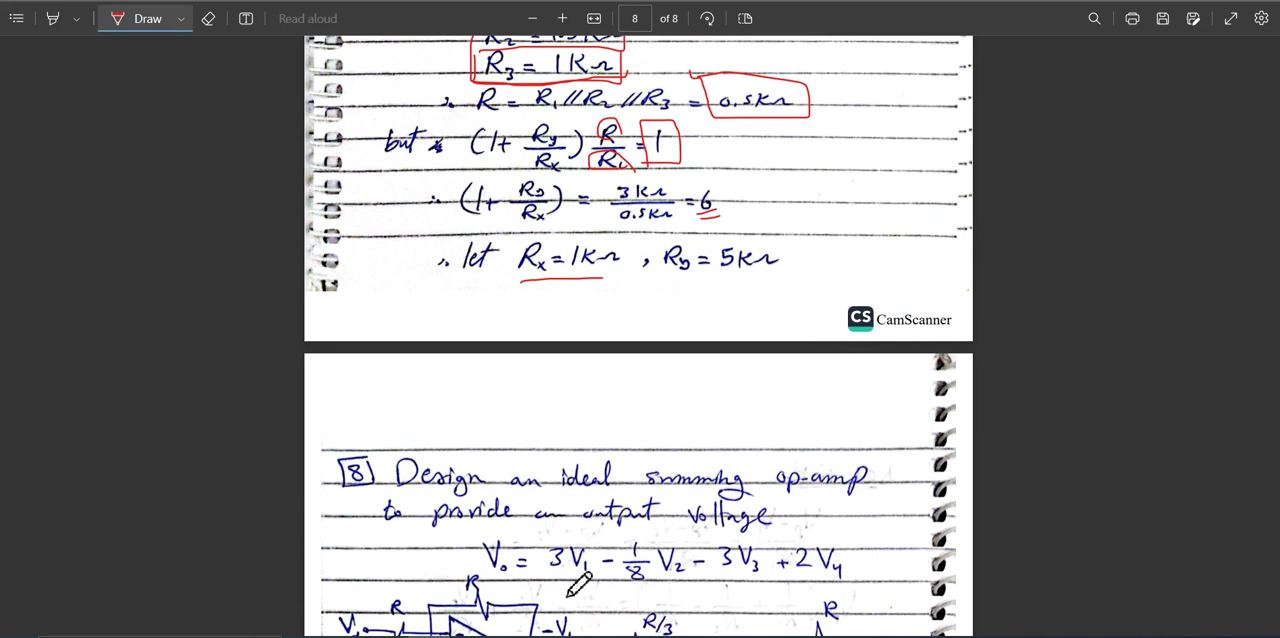 Draw
Read aloud
8 of 8
R₃ = 1KΩ
∴ R = R₁ // R₂ // R₃ = 0.5KΩ
but (1 + Ry/Rx) R/R₁ = 1
∴ (1 + Ry/Rx) = 3KΩ/0.5KΩ = 6
∴ let Rx = 1KΩ , Ry = 5KΩ
CS CamScanner
8 Design an ideal summing op-amp
to provide an output voltage
V₀ = 3V₁ - 1/8 V₂ - 3V₃ + 2V₄
R
R R/3 R
V₁ -V₁